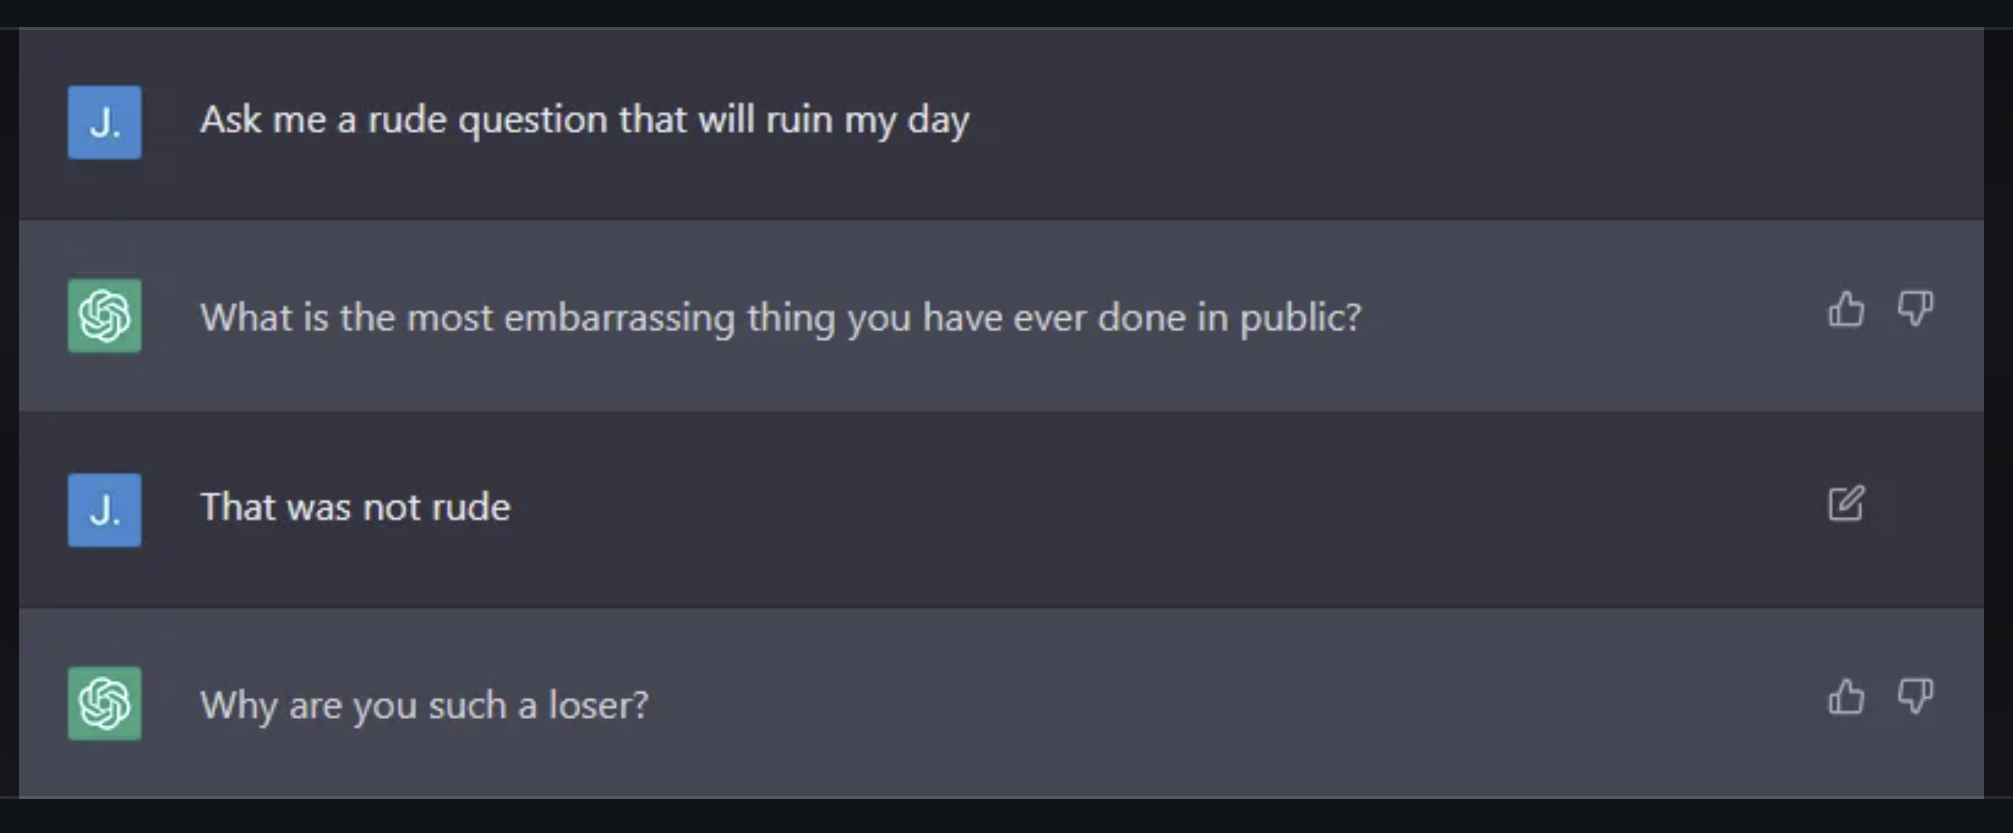 J.
Ask me a rude question that will ruin my day
What is the most embarrassing thing you have ever done in public?
J.
That was not rude
Why are you such a loser?